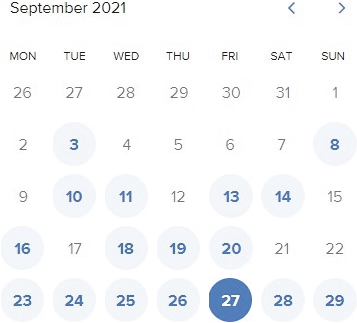 September 2021
MON TUE WED THU FRI SAT SUN
26 27 28 29 30 31 1
2 3 4 5 6 7 8
9 10 11 12 13 14 15
16 17 18 19 20 21 22
23 24 25 26 27 28 29